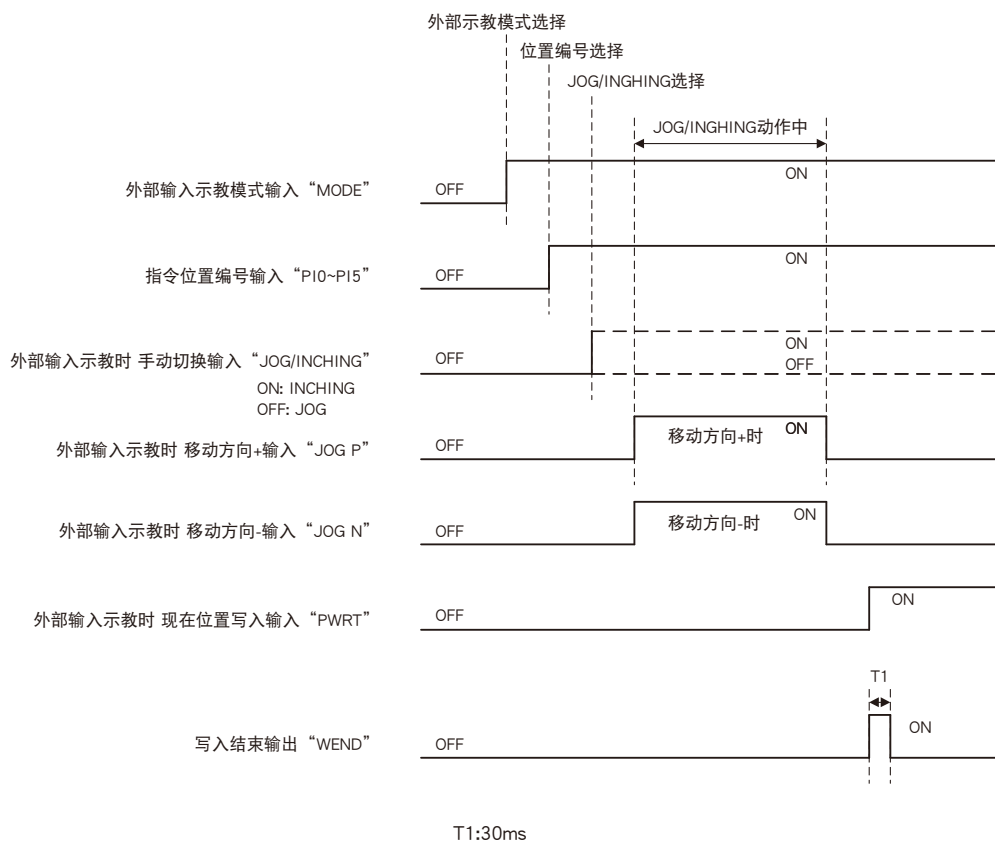 外部示教模式选择
位置编号选择
JOG/INGHING选择
JOG/INGHING动作中
外部输入示教模式输入“MODE”
OFF
ON
指令位置编号输入“PI0~PI5”
OFF
ON
外部输入示教时 手动切换输入“JOG/INCHING”
OFF
ON
OFF
ON: INCHING
OFF: JOG
外部输入示教时 移动方向+输入“JOG P”
OFF
移动方向+时
ON
外部输入示教时 移动方向-输入“JOG N”
OFF
移动方向-时
ON
外部输入示教时 现在位置写入输入“PWRT”
OFF
ON
T1
写入结束输出“WEND”
OFF
ON
T1:30ms